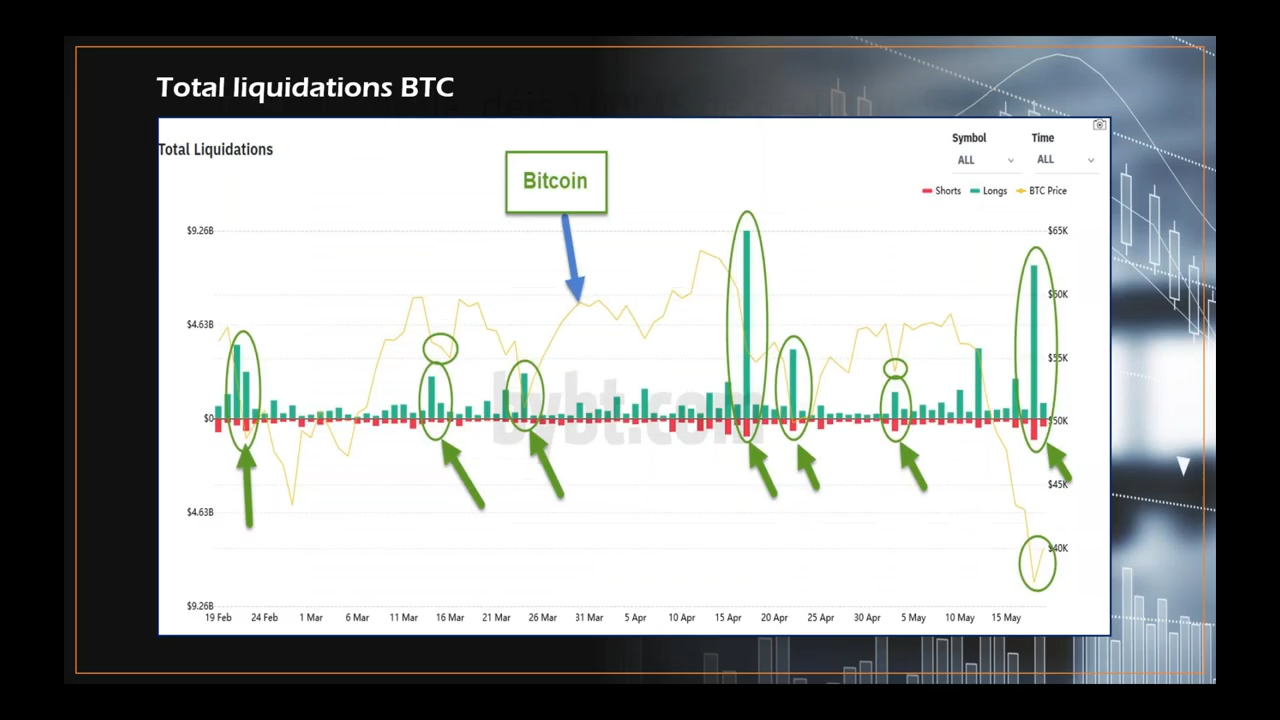 Total liquidations BTC
Total Liquidations
Symbol Time
ALL ALL
Shorts Longs BTC Price
Bitcoin
$9.26B $65K
$60K
$4.63B
$55K
$0 $50K
bybt.com
$45K
$4.63B
$40K
$9.26B
19 Feb 24 Feb 1 Mar 6 Mar 11 Mar 16 Mar 21 Mar 26 Mar 31 Mar 5 Apr 10 Apr 15 Apr 20 Apr 25 Apr 30 Apr 5 May 10 May 15 May